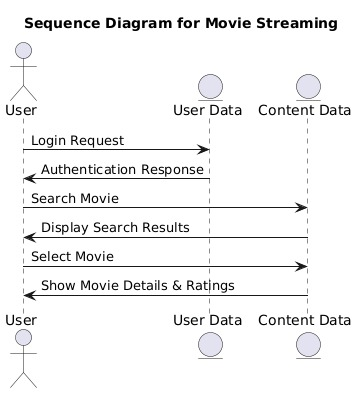 Sequence Diagram for Movie Streaming
User
User Data
Content Data
Login Request
Authentication Response
Search Movie
Display Search Results
Select Movie
Show Movie Details & Ratings
User
User Data
Content Data